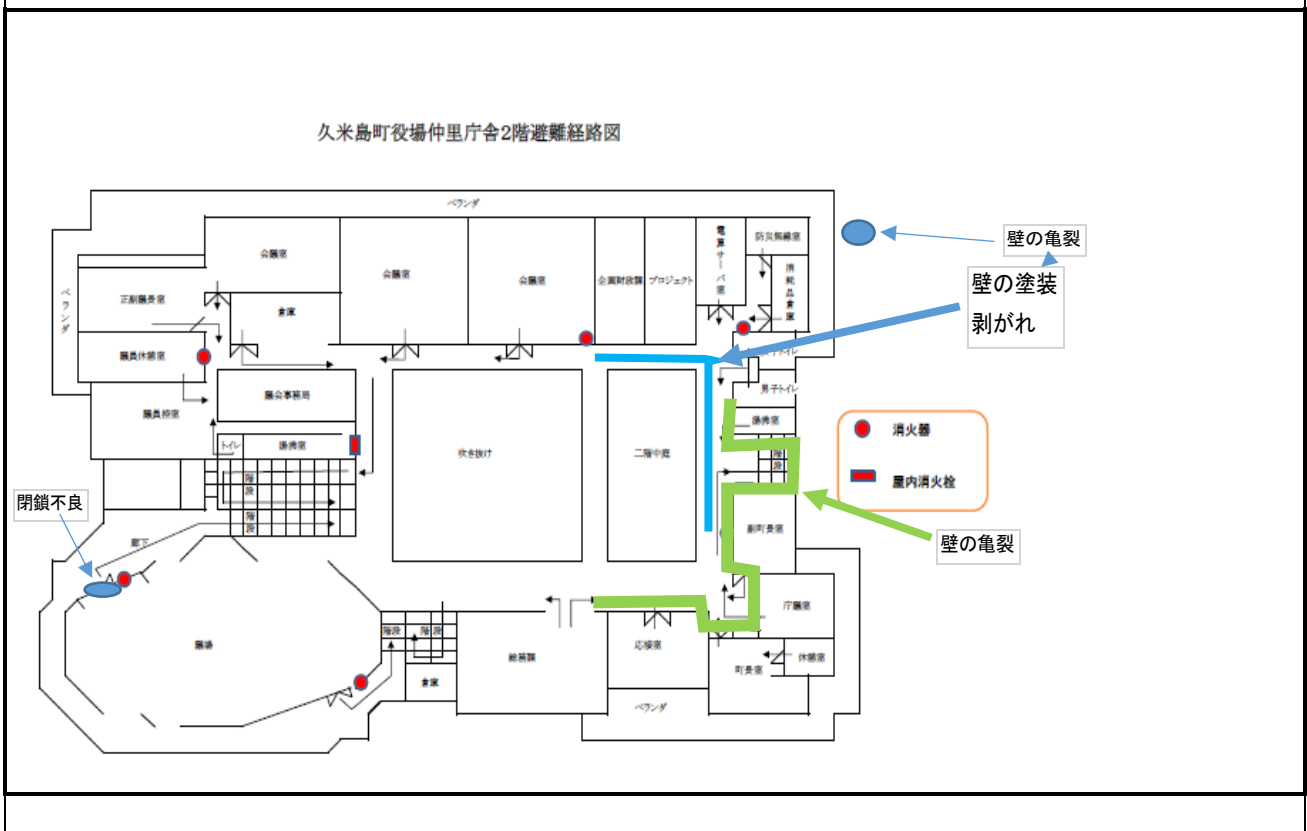 久米島町役場仲里庁舎2階避難経路図
ベランダ
壁の亀裂
壁の塗装
剥がれ
会議室
会議室
会議室
企画財政課
プロジェクト
電算サーバ室
防災無線室
消耗品倉庫
ベランダ
正副議長室
倉庫
議員休憩室
男子トイレ
議会事務局
議員控室
湯沸室
消火器
トイレ
湯沸室
吹き抜け
二階中庭
階段
階段
屋内消火栓
階段
閉鎖不良
副町長室
壁の亀裂
廊下
庁議室
階段
階段
議場
総務課
応接室
休憩室
町長室
倉庫
ベランダ